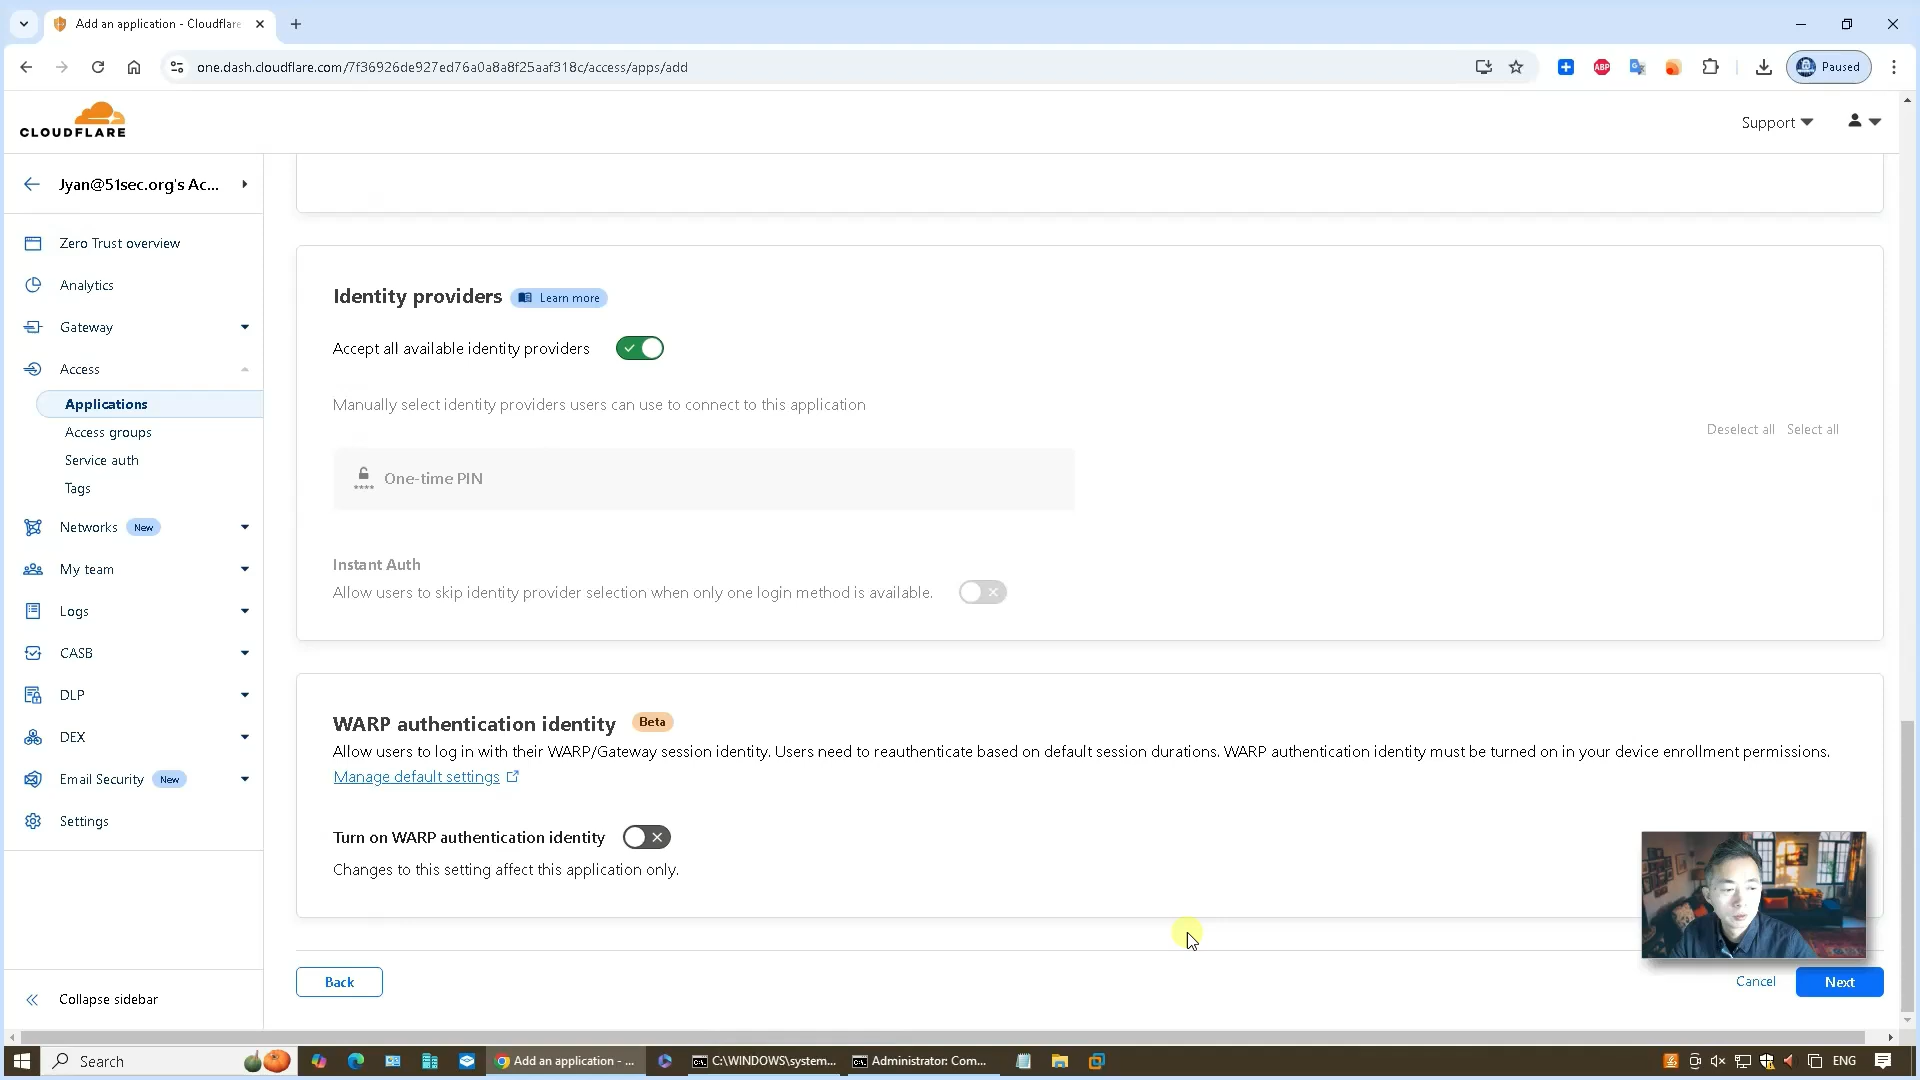 Add an application - Cloudflare
one.dash.cloudflare.com/7f36926de927ed76a0a8a8f25aaf318c/access/apps/add
ABP
Paused
CLOUDFLARE
Support
Jyan@51sec.org's Ac...
Zero Trust overview
Analytics
Gateway
Access
Applications
Access groups
Service auth
Tags
Networks New
My team
Logs
CASB
DLP
DEX
Email Security New
Settings
Collapse sidebar
Identity providers Learn more
Accept all available identity providers
Manually select identity providers users can use to connect to this application
Deselect all Select all
One-time PIN
Instant Auth
Allow users to skip identity provider selection when only one login method is available.
WARP authentication identity Beta
Allow users to log in with their WARP/Gateway session identity. Users need to reauthenticate based on default session durations. WARP authentication identity must be turned on in your device enrollment permissions.
Manage default settings
Turn on WARP authentication identity
Changes to this setting affect this application only.
Back
Cancel
Next
Search
Add an application - ...
C:\WINDOWS\system...
Administrator: Com...
ENG